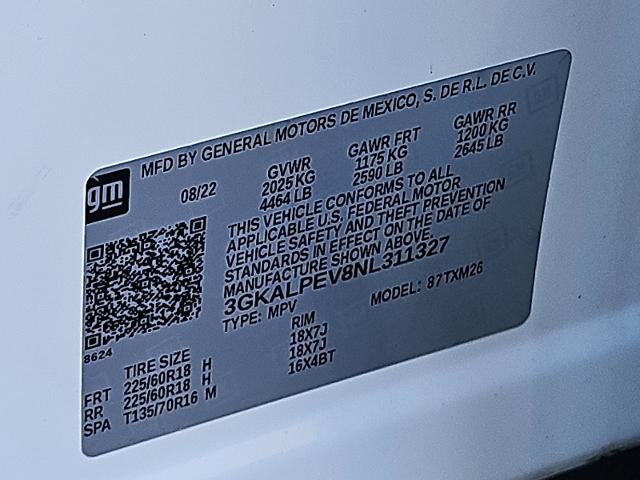 MFD BY GENERAL MOTORS DE MEXICO, S. DE R.L. DE C.V.
gm
08/22
GVWR GAWR FRT GAWR RR
2025 KG 1175 KG 1200 KG
4464 LB 2590 LB 2645 LB
THIS VEHICLE CONFORMS TO ALL
APPLICABLE U.S. FEDERAL MOTOR
VEHICLE SAFETY AND THEFT PREVENTION
STANDARDS IN EFFECT ON THE DATE OF
MANUFACTURE SHOWN ABOVE.
3GKALPEV8NL311327
TYPE: MPV MODEL: 87TXM26
8624
TIRE SIZE RIM
FRT 225/60R18 H 18X7J
RR 225/60R18 H 18X7J
SPA T135/70R16 M 16X4BT